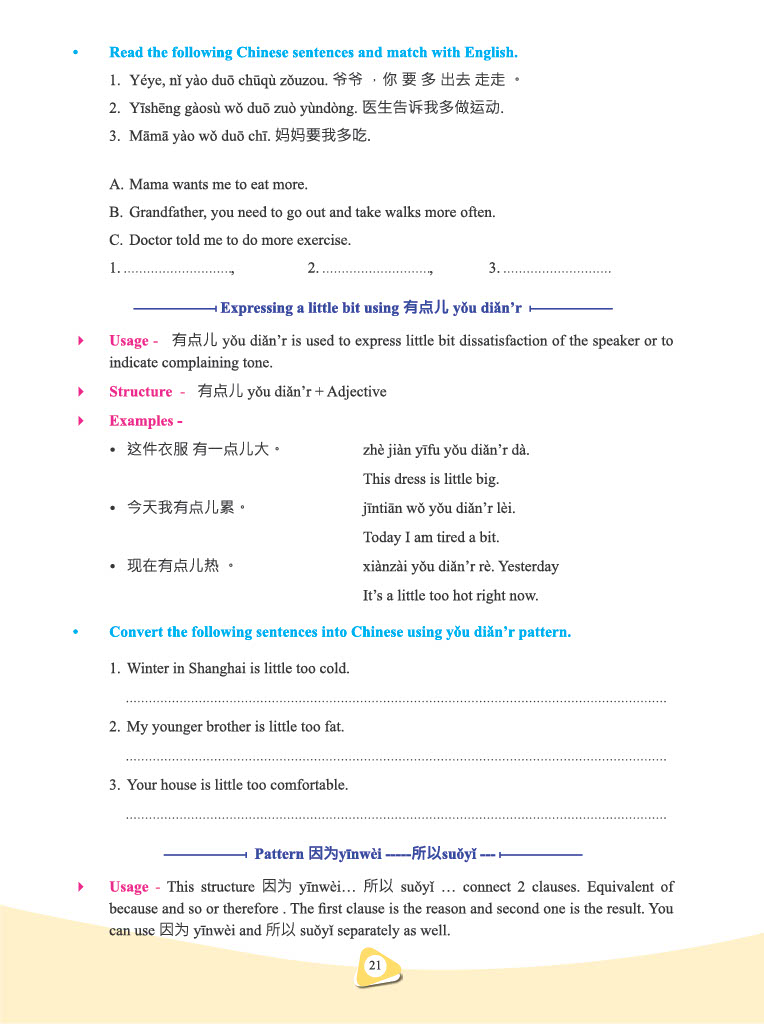 • Read the following Chinese sentences and match with English.
1. Yéye, nǐ yào duō chūqù zǒuzou. 爷爷 ，你 要 多 出去 走走 。
2. Yīshēng gàosù wǒ duō zuò yùndòng. 医生告诉我多做运动.
3. Māmā yào wǒ duō chī. 妈妈要我多吃.
A. Mama wants me to eat more.
B. Grandfather, you need to go out and take walks more often.
C. Doctor told me to do more exercise.
1. ............................, 2. ............................, 3. ............................
Expressing a little bit using 有点儿 yǒu diǎn’r
Usage - 有点儿 yǒu diǎn’r is used to express little bit dissatisfaction of the speaker or to
indicate complaining tone.
Structure - 有点儿 yǒu diǎn’r + Adjective
Examples -
• 这件衣服 有一点儿大。 zhè jiàn yīfu yǒu diǎn’r dà.
This dress is little big.
• 今天我有点儿累。 jīntiān wǒ yǒu diǎn’r lèi.
Today I am tired a bit.
• 现在有点儿热 。 xiànzài yǒu diǎn’r rè. Yesterday
It’s a little too hot right now.
• Convert the following sentences into Chinese using yǒu diǎn’r pattern.
1. Winter in Shanghai is little too cold.
............................................................................................................................................
2. My younger brother is little too fat.
............................................................................................................................................
3. Your house is little too comfortable.
............................................................................................................................................
Pattern 因为yīnwèi -----所以suǒyǐ ---
Usage - This structure 因为 yīnwèi… 所以 suǒyǐ … connect 2 clauses. Equivalent of
because and so or therefore . The first clause is the reason and second one is the result. You
can use 因为 yīnwèi and 所以 suǒyǐ separately as well.
21